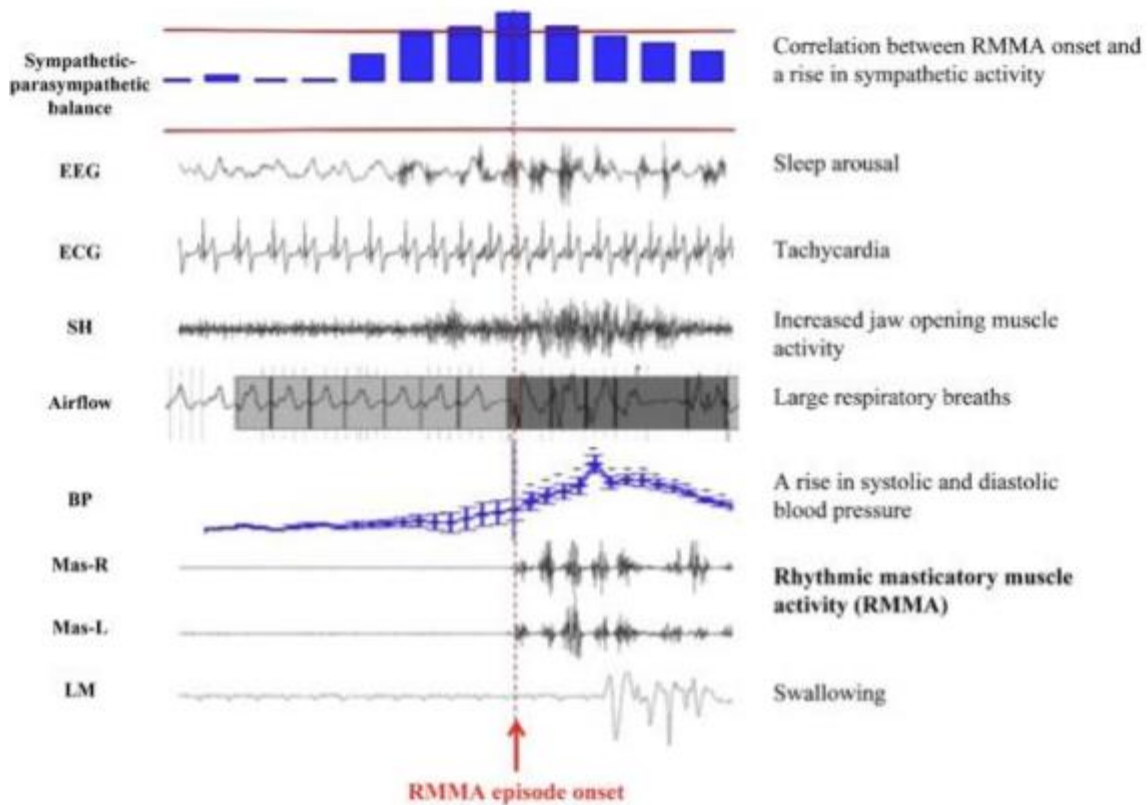 Sympathetic-
parasympathetic
balance
Correlation between RMMA onset and
a rise in sympathetic activity
EEG
Sleep arousal
ECG
Tachycardia
SH
Increased jaw opening muscle
activity
Airflow
Large respiratory breaths
BP
A rise in systolic and diastolic
blood pressure
Mas-R
Rhythmic masticatory muscle
activity (RMMA)
Mas-L
LM
Swallowing
RMMA episode onset